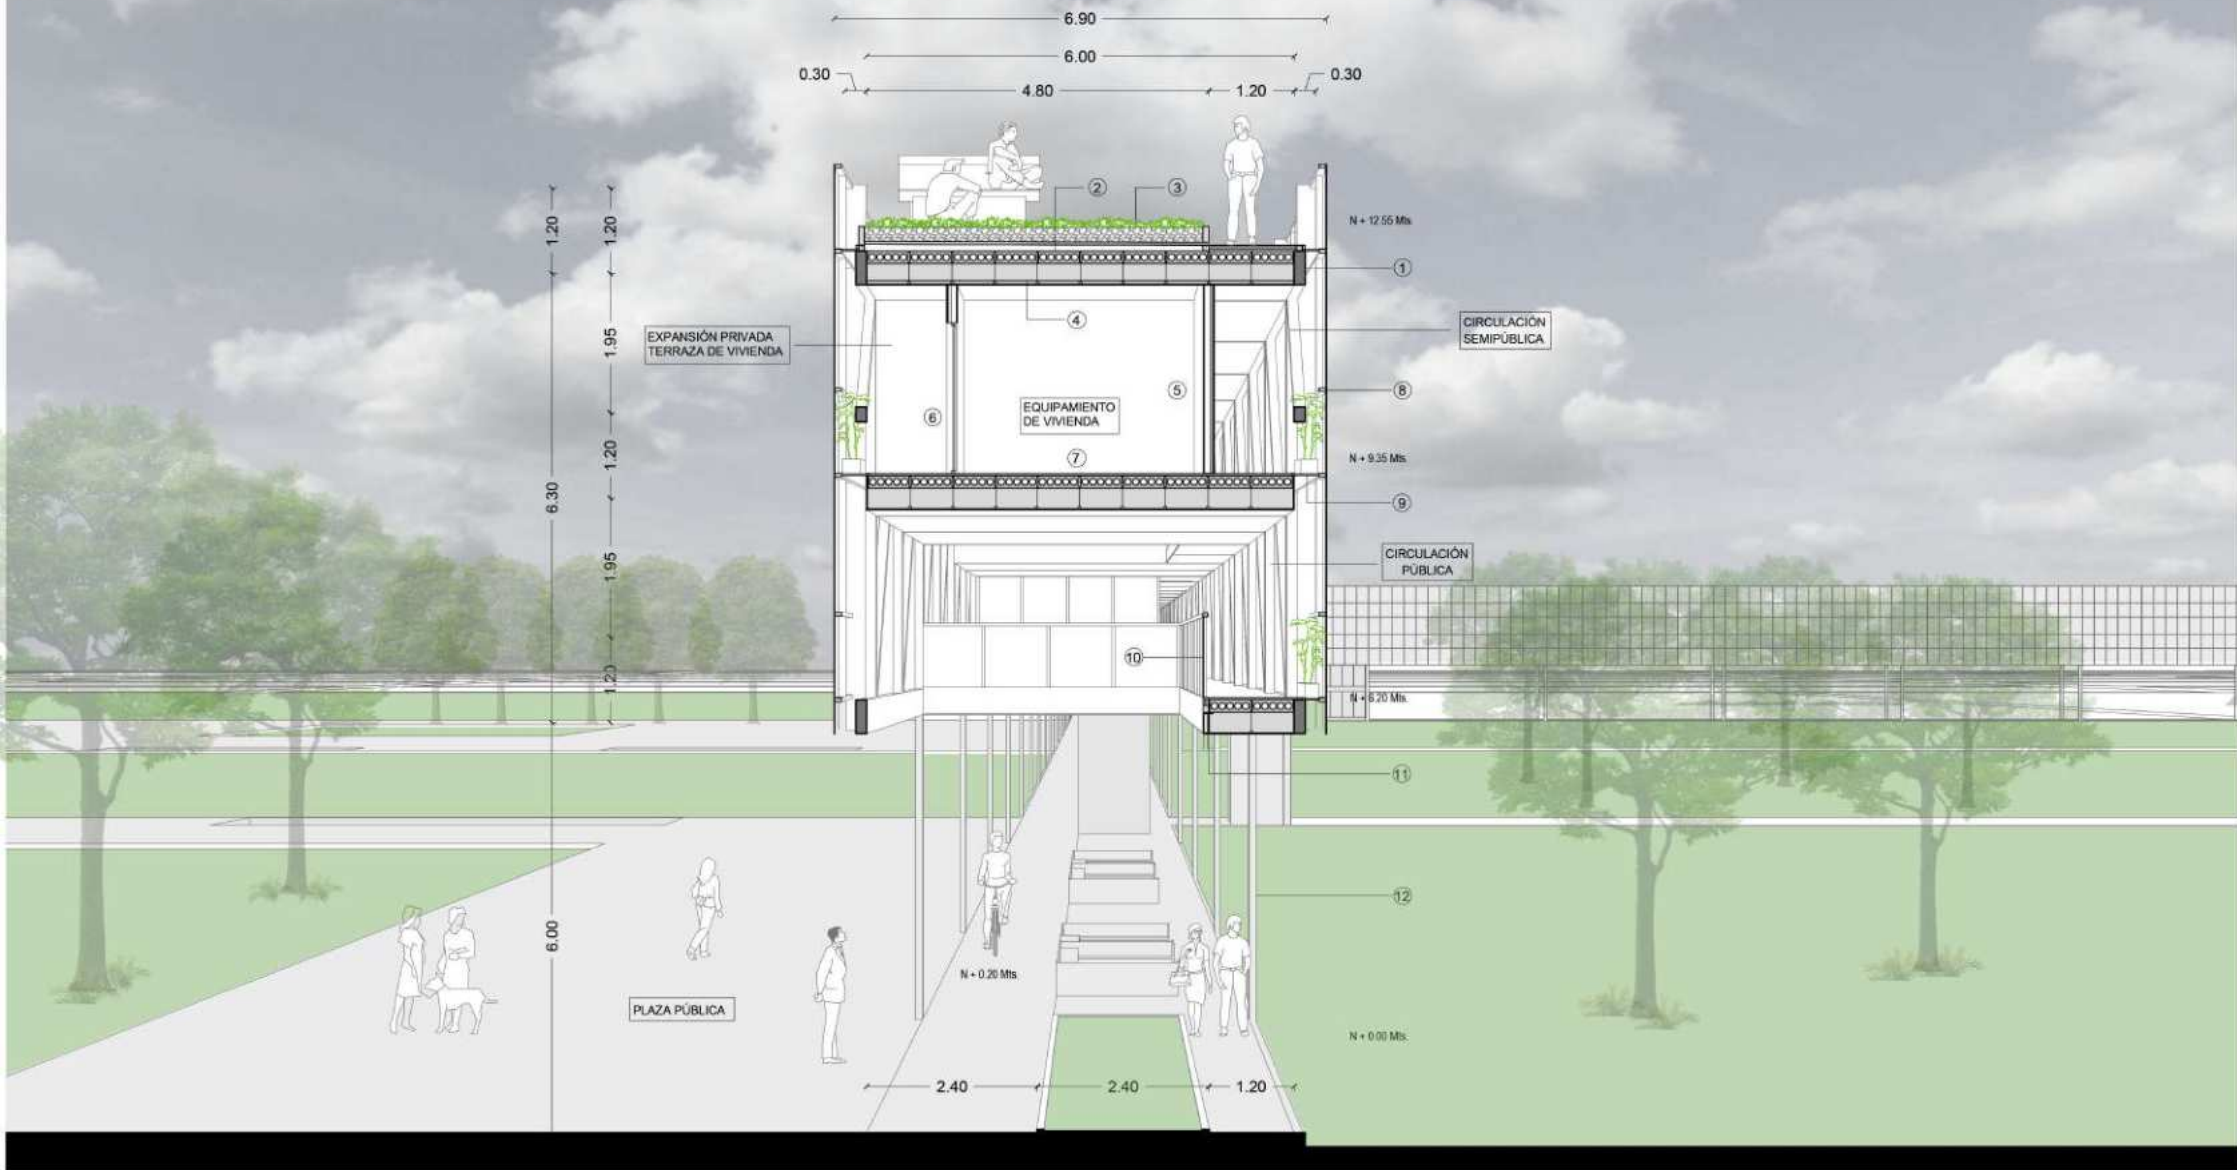 6.90
6.00
0.30
0.30
4.80
1.20
2
3
1.20
1.20
N + 12.55 Mts.
1
4
EXPANSIÓN PRIVADA
TERRAZA DE VIVIENDA
1.95
CIRCULACIÓN
SEMIPÚBLICA
5
8
6
EQUIPAMIENTO
DE VIVIENDA
7
1.20
N + 9.35 Mts.
6.30
9
1.95
CIRCULACIÓN
PÚBLICA
10
1.20
N + 6.20 Mts.
11
12
6.00
N + 0.20 Mts.
PLAZA PÚBLICA
N + 0.00 Mts.
2.40
2.40
1.20